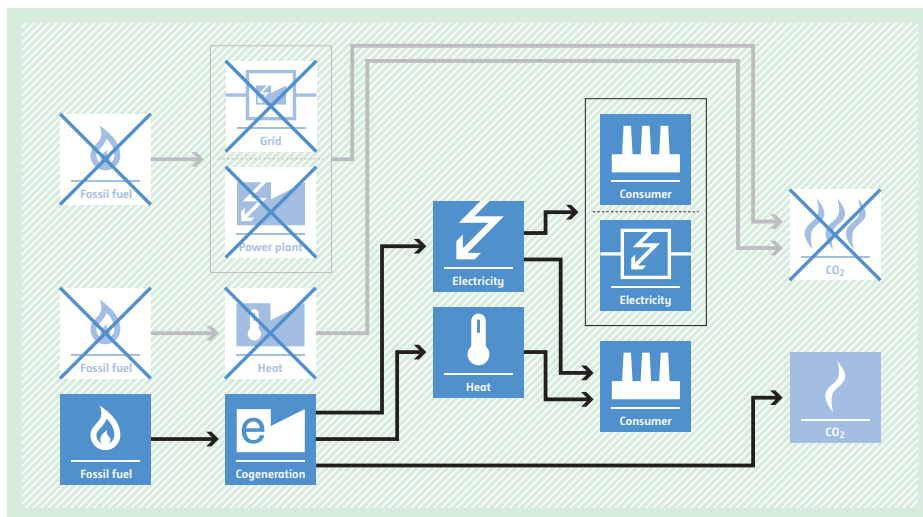 Grid
Fossil fuel
Power plant
Consumer
Electricity
CO₂
Electricity
Fossil fuel
Heat
Heat
Consumer
Fossil fuel
e
Cogeneration
CO₂